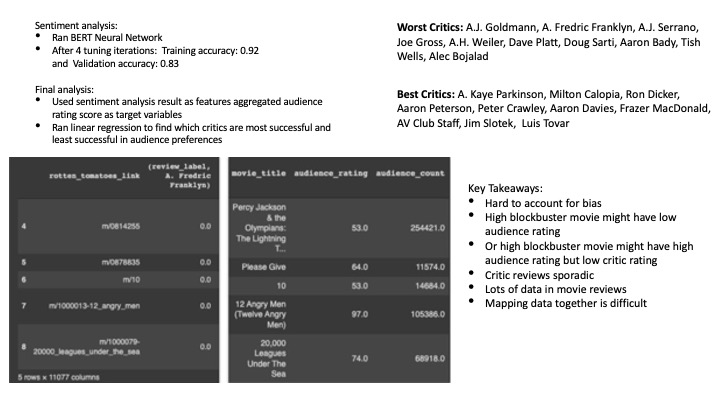 Sentiment analysis:
• Ran BERT Neural Network
• After 4 tuning iterations: Training accuracy: 0.92
and Validation accuracy: 0.83
Final analysis:
• Used sentiment analysis result as features aggregated audience
rating score as target variables
• Ran linear regression to find which critics are most successful and
least successful in audience preferences
Worst Critics: A.J. Goldmann, A. Fredric Franklyn, A.J. Serrano,
Joe Gross, A.H. Weiler, Dave Platt, Doug Sarti, Aaron Bady, Tish
Wells, Alec Bojalad
Best Critics: A. Kaye Parkinson, Milton Calopia, Ron Dicker,
Aaron Peterson, Peter Crawley, Aaron Davies, Frazer MacDonald,
AV Club Staff, Jim Slotek, Luis Tovar
(review_label,
rotten_tomatoes_link A. Fredric
Franklyn)
4 m/0814255 0.0
5 m/0878835 0.0
6 m/10 0.0
7 m/1000013-12_angry_men 0.0
m/1000079-
8 20000_leagues_under_the_sea 0.0
5 rows × 11077 columns
movie_title audience_rating audience_count
Percy Jackson
& the
Olympians: 53.0 254421.0
The Lightning
T...
Please Give 64.0 11574.0
10 53.0 14684.0
12 Angry Men
(Twelve Angry 97.0 105386.0
Men)
20,000
Leagues 74.0 68918.0
Under The
Sea
Key Takeaways:
• Hard to account for bias
• High blockbuster movie might have low
audience rating
• Or high blockbuster movie might have high
audience rating but low critic rating
• Critic reviews sporadic
• Lots of data in movie reviews
• Mapping data together is difficult